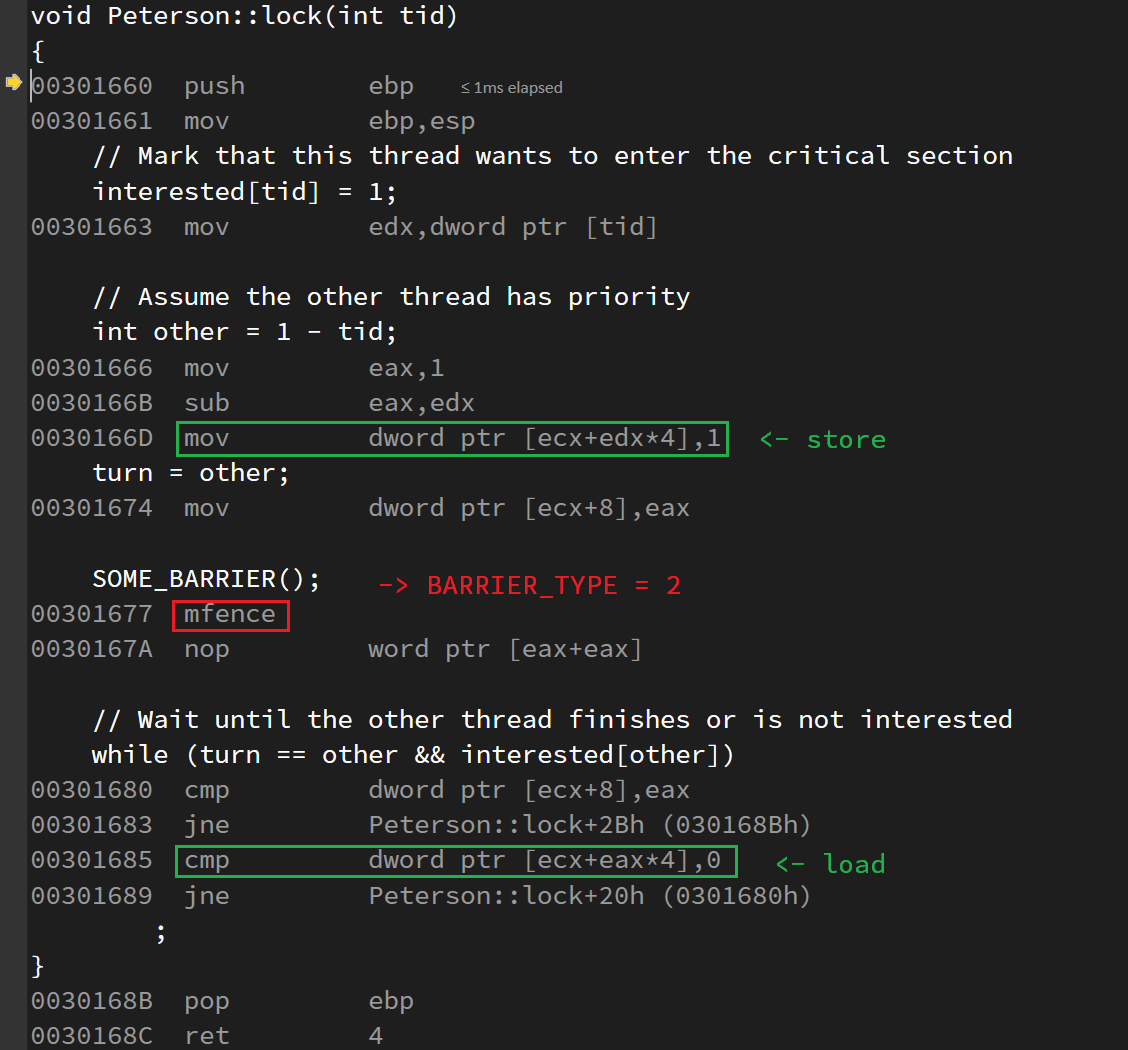 void Peterson::lock(int tid)
{
00301660  push        ebp  ≤ 1ms elapsed
00301661  mov         ebp,esp
    // Mark that this thread wants to enter the critical section
    interested[tid] = 1;
00301663  mov         edx,dword ptr [tid]
    // Assume the other thread has priority
    int other = 1 - tid;
00301666  mov         eax,1
0030166B  sub         eax,edx
0030166D  mov         dword ptr [ecx+edx*4],1  <- store
    turn = other;
00301674  mov         dword ptr [ecx+8],eax
    SOME_BARRIER();  -> BARRIER_TYPE = 2
00301677  mfence
0030167A  nop         word ptr [eax+eax]
    // Wait until the other thread finishes or is not interested
    while (turn == other && interested[other])
00301680  cmp         dword ptr [ecx+8],eax
00301683  jne         Peterson::lock+2Bh (030168Bh)
00301685  cmp         dword ptr [ecx+eax*4],0  <- load
00301689  jne         Peterson::lock+20h (0301680h)
        ;
}
0030168B  pop         ebp
0030168C  ret         4